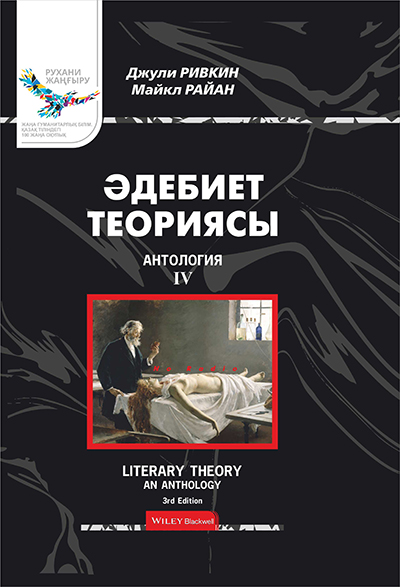 РУХАНИ
ЖАҢҒЫРУ
ЖАҢА ГУМАНИТАРЛЫҚ БІЛІМ.
ҚАЗАҚ ТІЛІНДЕГІ
100 ЖАҢА ОҚУЛЫҚ
Джули РИВКИН
Майкл РАЙАН
ӘДЕБИЕТ
ТЕОРИЯСЫ
АНТОЛОГИЯ
IV
LITERARY THEORY
AN ANTHOLOGY
3rd Edition
WILEY Blackwell